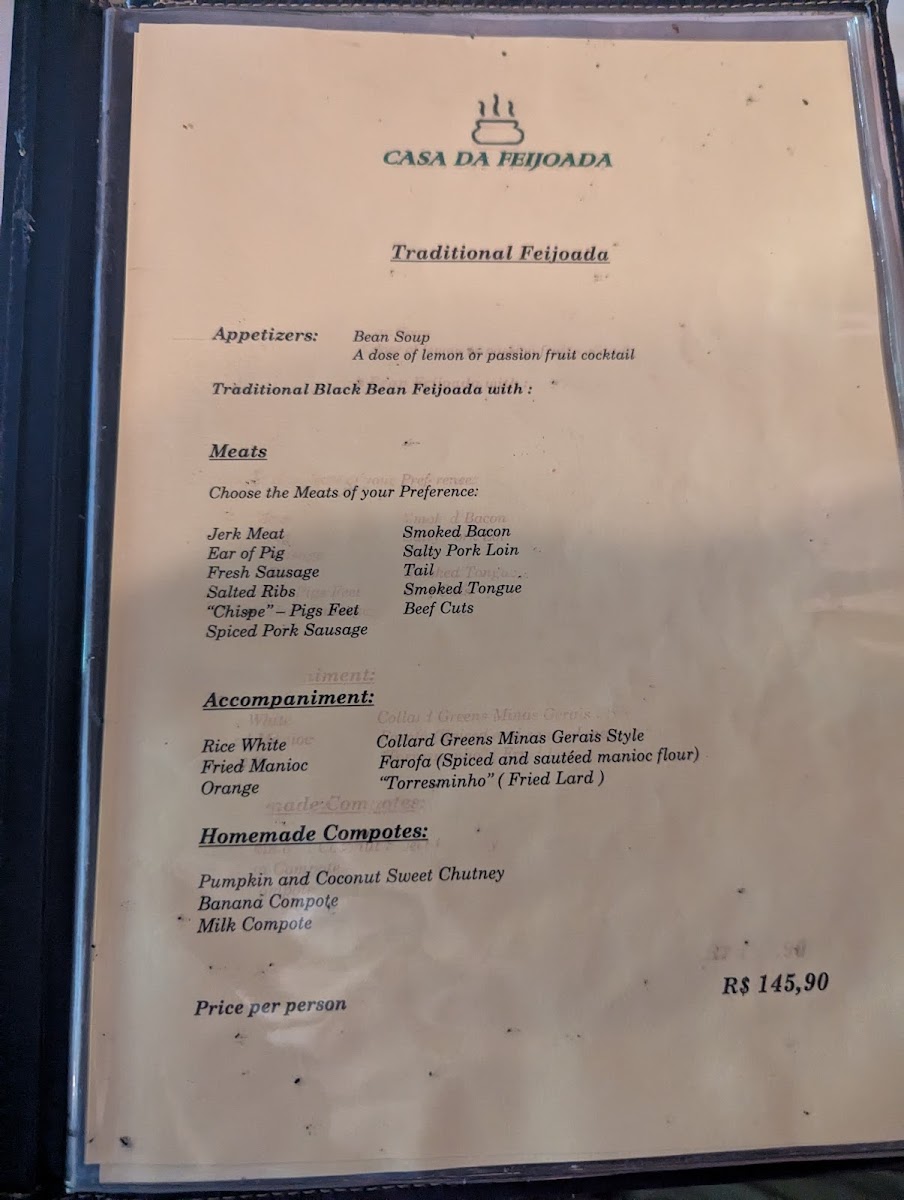 CASA DA FEIJOADA
Traditional Feijoada
Appetizers: Bean Soup
A dose of lemon or passion fruit cocktail
Traditional Black Bean Feijoada with :
Meats
Choose the Meats of your Preference:
Jerk Meat Smoked Bacon
Ear of Pig Salty Pork Loin
Fresh Sausage Tail
Salted Ribs Smoked Tongue
“Chispe” – Pigs Feet Beef Cuts
Spiced Pork Sausage
Accompaniment:
Rice White Collard Greens Minas Gerais Style
Fried Manioc Farofa (Spiced and sautéed manioc flour)
Orange “Torresminho” ( Fried Lard )
Homemade Compotes:
Pumpkin and Coconut Sweet Chutney
Banana Compote
Milk Compote
Price per person R$ 145,90